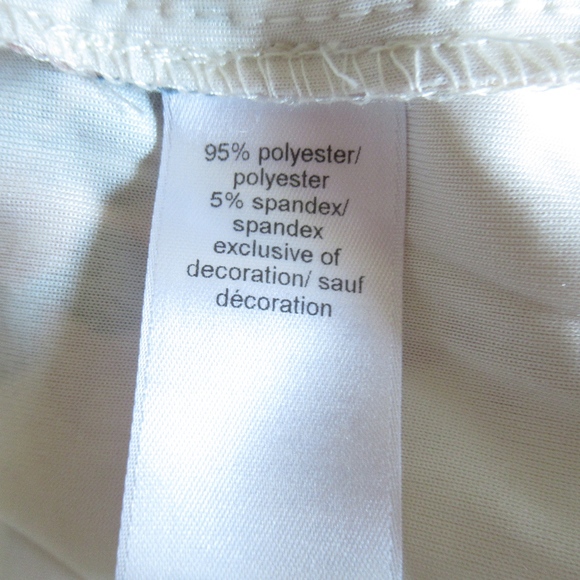 95% polyester/
polyester
5% spandex/
spandex
exclusive of
decoration/ sauf
décoration